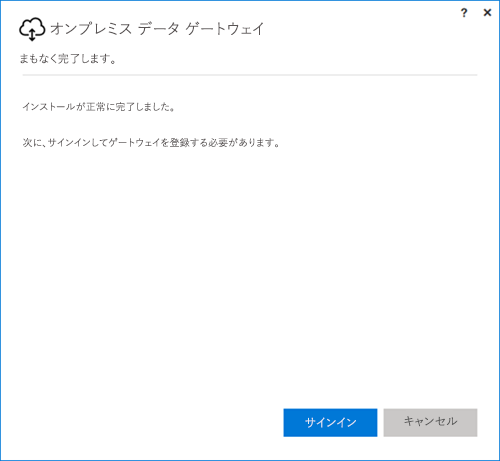 ? ×
オンプレミス データ ゲートウェイ
まもなく完了します。
インストールが正常に完了しました。
次に、サインインしてゲートウェイを登録する必要があります。
サインイン キャンセル